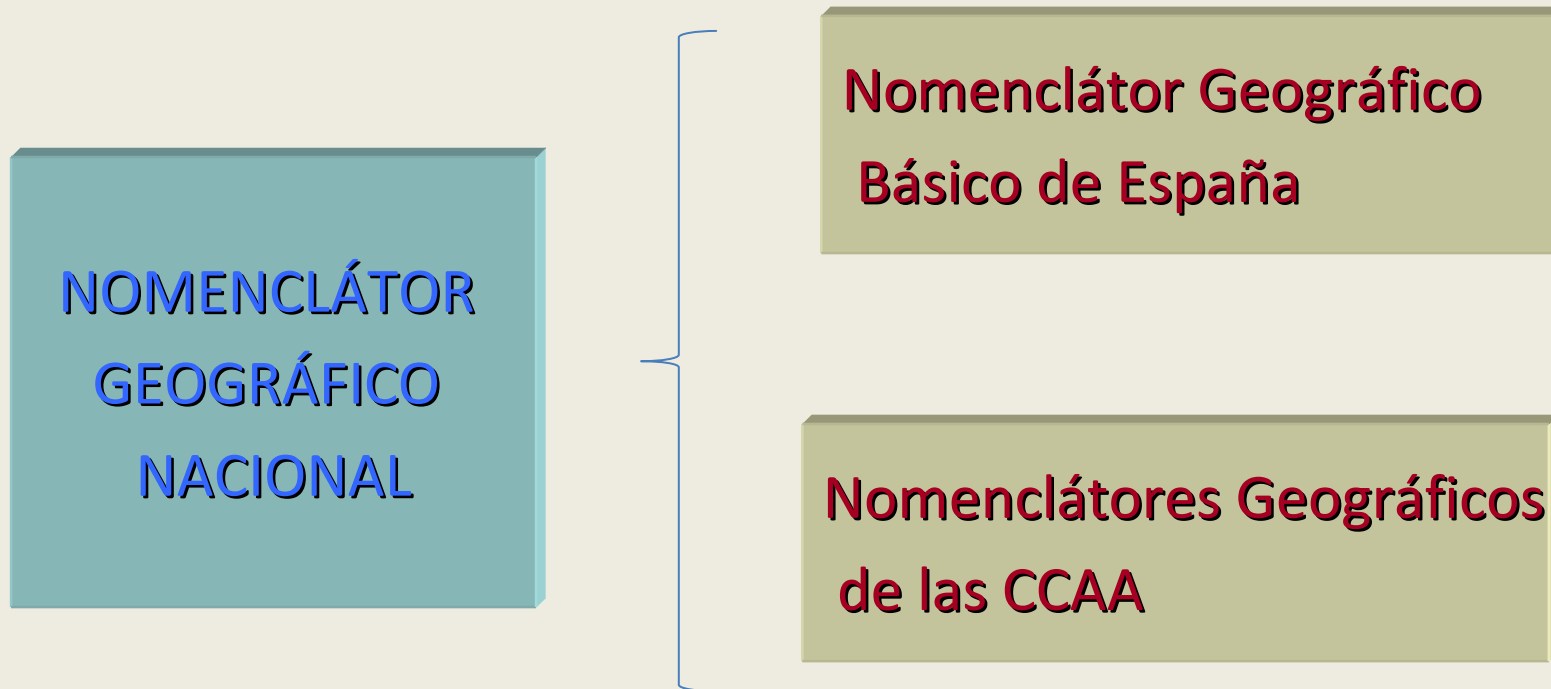 NOMENCLÁTOR
GEOGRÁFICO
NACIONAL
Nomenclátor Geográfico
Básico de España
Nomenclátores Geográficos
de las CCAA